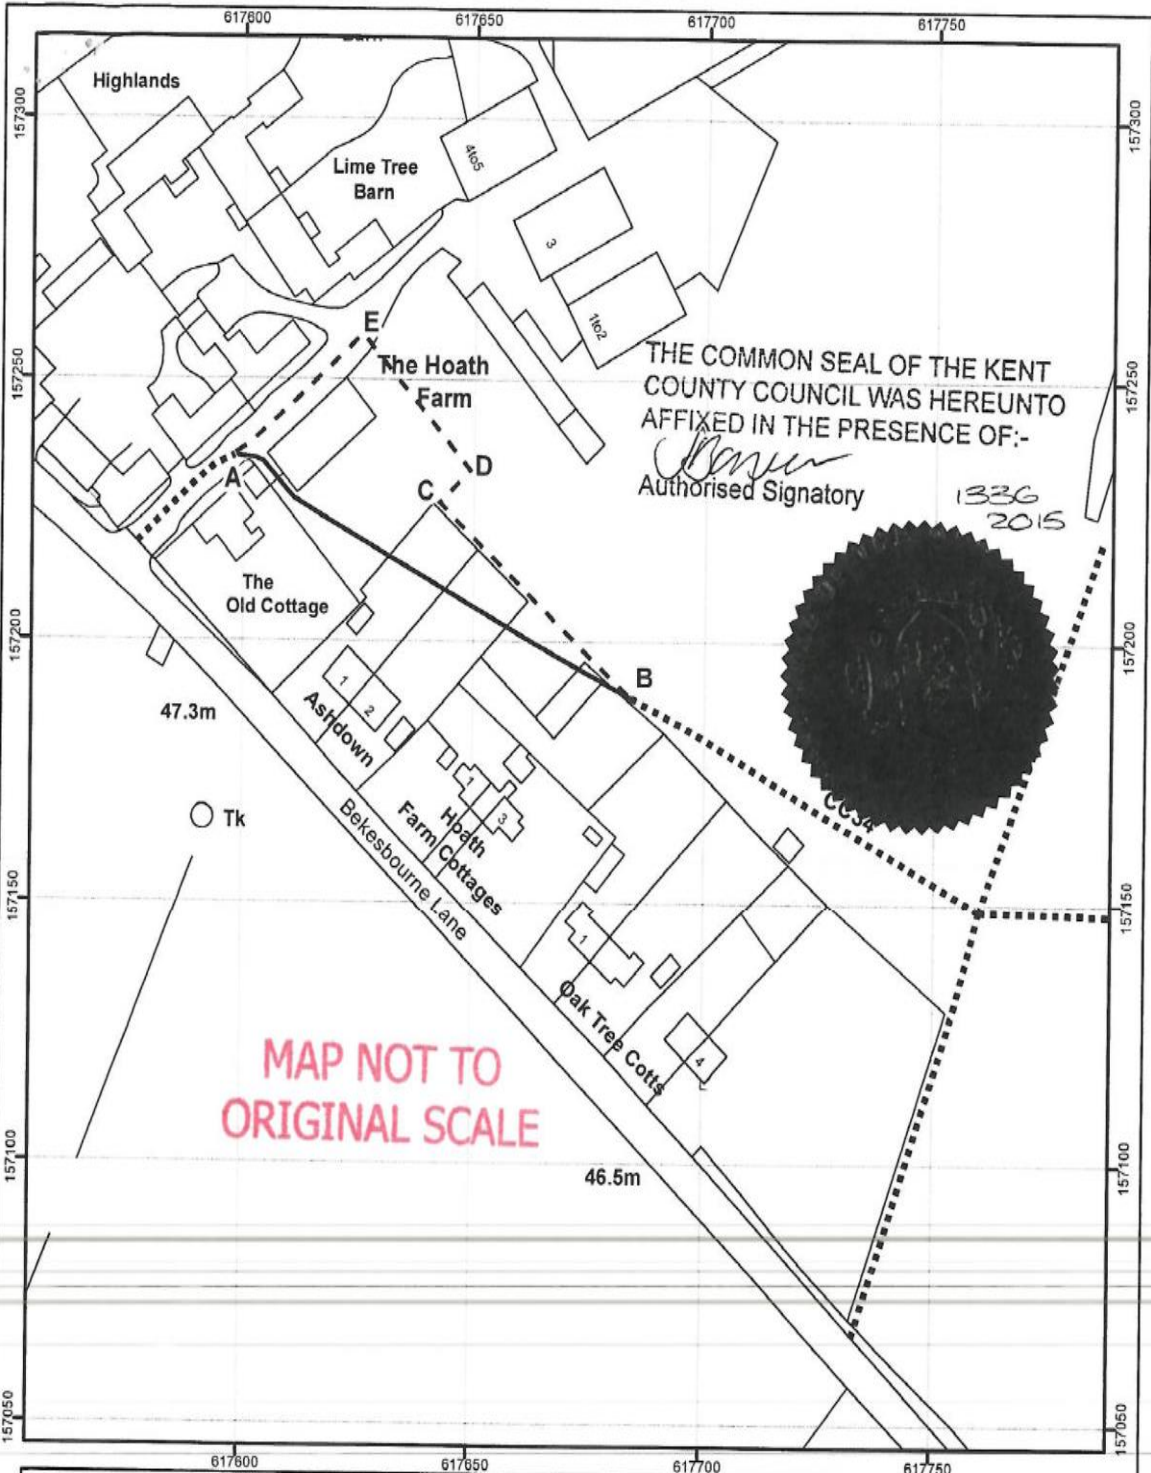 617600
617650
617700
617750
157300
157300
Highlands
Lime Tree
Barn
4to5
3
1to2
E
The Hoath
Farm
157250
157250
THE COMMON SEAL OF THE KENT
COUNTY COUNCIL WAS HEREUNTO
AFFIXED IN THE PRESENCE OF:-
Authorised Signatory
1336
2015
A
D
C
The
Old Cottage
157200
157200
B
1
2
Ashdown
47.3m
Tk
1
3
Hoath
Farm Cottages
Bekesbourne Lane
157150
157150
1
Oak Tree Cotts
4
MAP NOT TO
ORIGINAL SCALE
157100
157100
46.5m
157050
157050
617600
617650
617700
617750